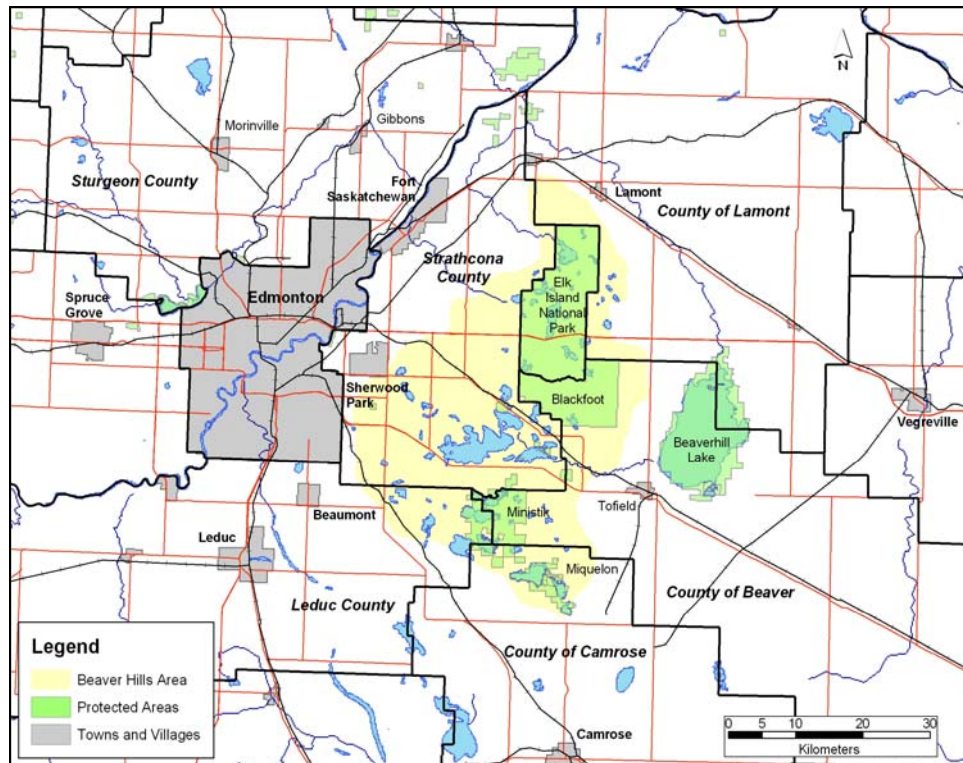 N
Morinville
Gibbons
Sturgeon County
Fort
Saskatchewan
Lamont
County of Lamont
Strathcona
County
Elk
Island
National
Park
Edmonton
Spruce
Grove
Sherwood
Park
Blackfoot
Vegreville
Beaverhill
Lake
Beaumont
Ministik
Tofield
Leduc
Miquelon
County of Beaver
Leduc County
County of Camrose
Camrose
Legend
Beaver Hills Area
Protected Areas
Towns and Villages
0 5 10 20 30
Kilometers